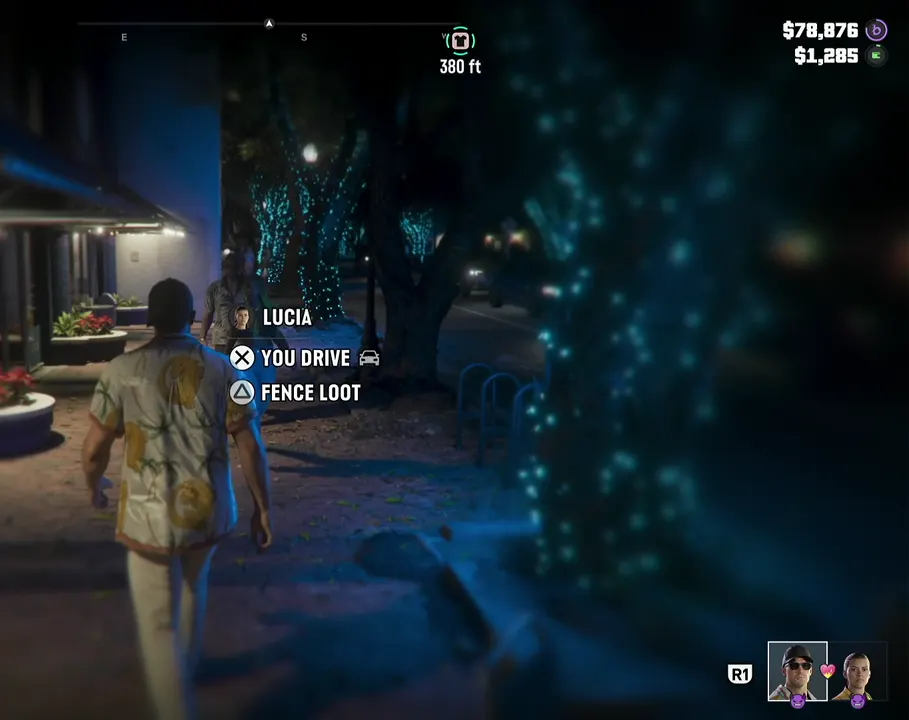 E
S
W
380 ft
$78,876
$1,285
LUCIA
YOU DRIVE
FENCE LOOT
R1